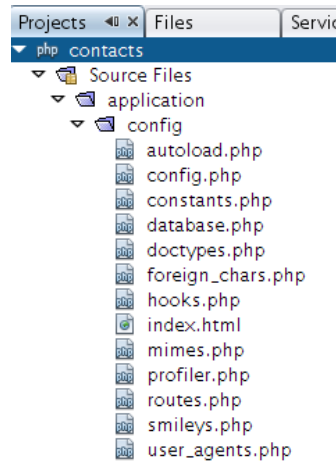 Projects Files Servic
php contacts
Source Files
application
config
autoload.php
config.php
constants.php
database.php
doctypes.php
foreign_chars.php
hooks.php
index.html
mimes.php
profiler.php
routes.php
smileys.php
user_agents.php